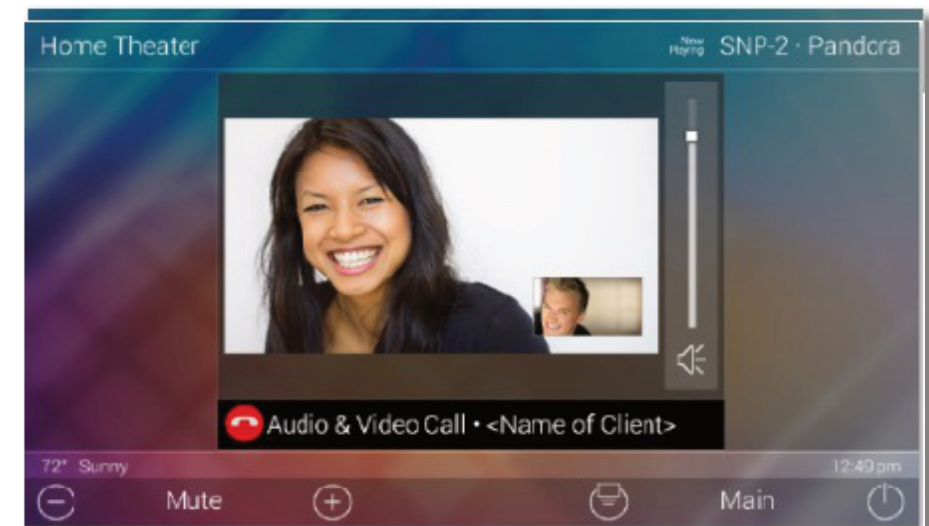 Home Theater
New Playing SNP-2 · Pandora
Audio & Video Call • <Name of Client>
72° Sunny
12:49 pm
Mute
Main